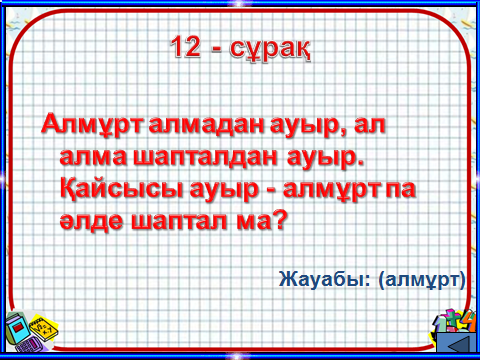 12 - сұрақ
Алмұрт алмадан ауыр, ал
алма шапталдан ауыр.
Қайсысы ауыр - алмұрт па
әлде шаптал ма?
Жауабы: (алмұрт)